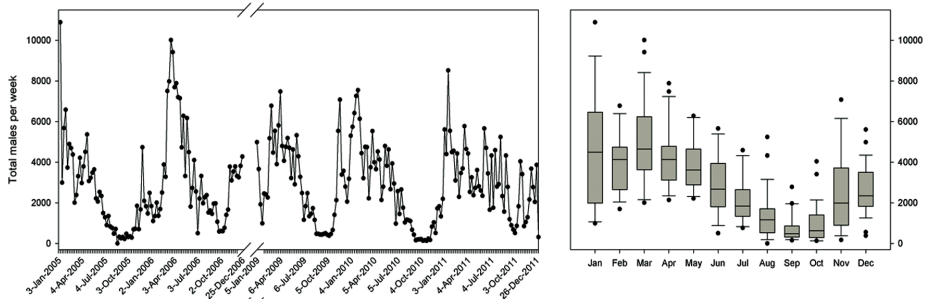 10000
8000
6000
4000
2000
0
Total males per week
3-Jan-2005
4-Apr-2005
4-Jul-2005
3-Oct-2005
2-Jan-2006
3-Apr-2006
3-Jul-2006
2-Oct-2006
25-Dec-2006
5-Jan-2009
6-Apr-2009
6-Jul-2009
5-Oct-2009
4-Jan-2010
5-Apr-2010
5-Jul-2010
4-Oct-2010
3-Jan-2011
4-Apr-2011
4-Jul-2011
3-Oct-2011
26-Dec-2011
10000
8000
6000
4000
2000
0
Jan Feb Mar Apr May Jun Jul Aug Sep Oct Nov Dec